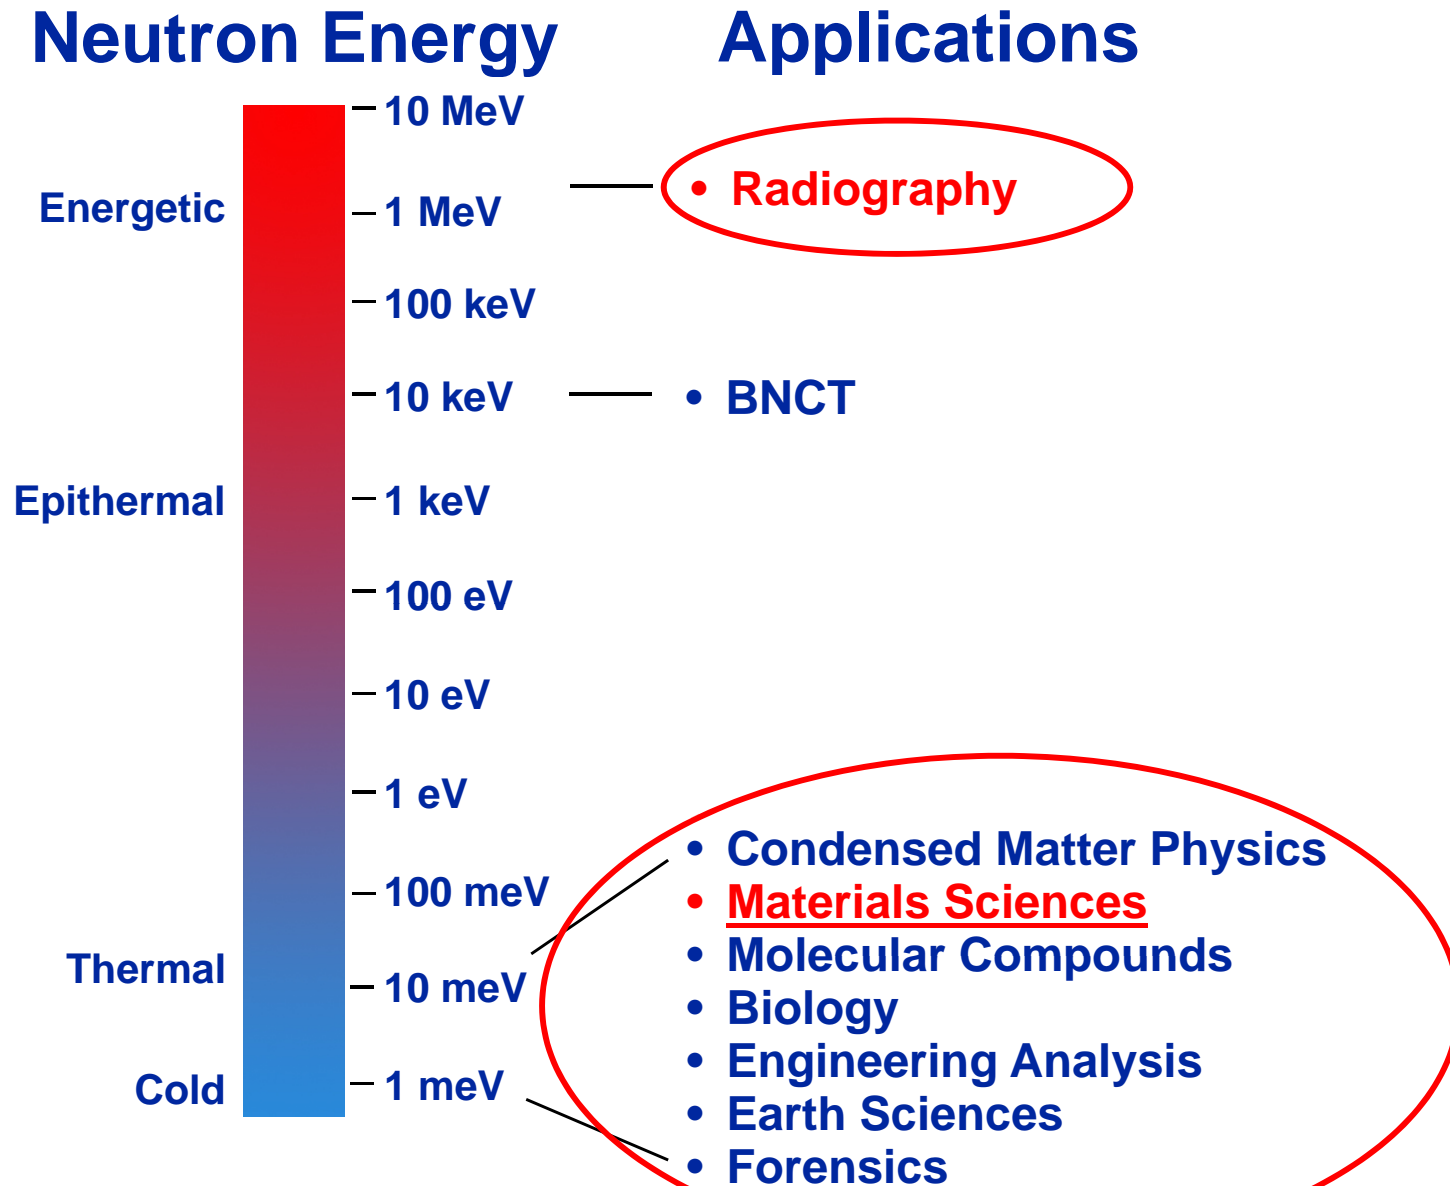 Neutron Energy
Applications
10 MeV
Energetic
• Radiography
1 MeV
100 keV
10 keV
• BNCT
Epithermal
1 keV
100 eV
10 eV
1 eV
100 meV
Thermal
10 meV
Cold
1 meV
• Condensed Matter Physics
• Materials Sciences
• Molecular Compounds
• Biology
• Engineering Analysis
• Earth Sciences
• Forensics